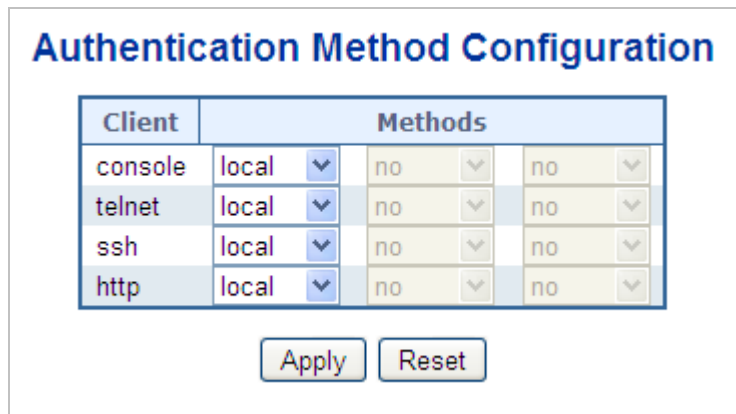 Authentication Method Configuration
Client Methods
console local no no
telnet local no no
ssh local no no
http local no no
Apply Reset